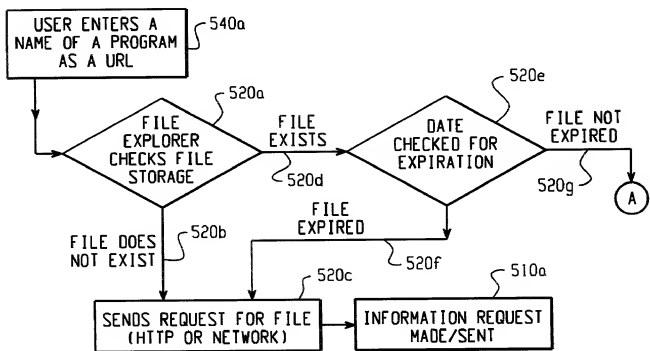 USER ENTERS A
NAME OF A PROGRAM
AS A URL
540a
520a
FILE
EXPLORER
CHECKS FILE
STORAGE
FILE
EXISTS
520d
520e
DATE
CHECKED FOR
EXPIRATION
FILE NOT
EXPIRED
520g
A
FILE DOES
NOT EXIST
520b
FILE
EXPIRED
520f
520c
SENDS REQUEST FOR FILE
(HTTP OR NETWORK)
510a
INFORMATION REQUEST
MADE/SENT